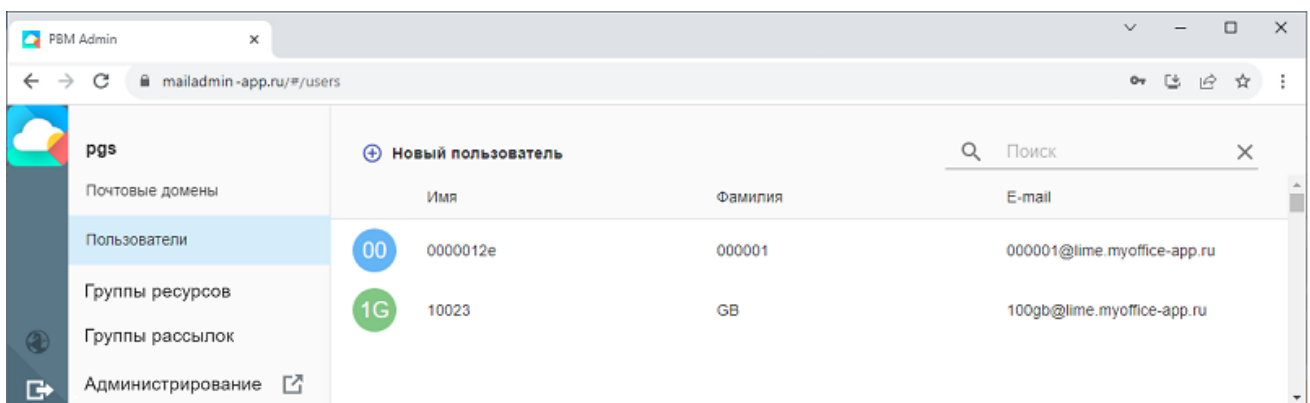 PBM Admin
mailadmin-app.ru/#/users
pgs
Новый пользователь
Поиск
Почтовые домены
Имя
Фамилия
E-mail
Пользователи
00
0000012e
000001
000001@lime.myoffice-app.ru
Группы ресурсов
1G
10023
GB
100gb@lime.myoffice-app.ru
Группы рассылок
Администрирование